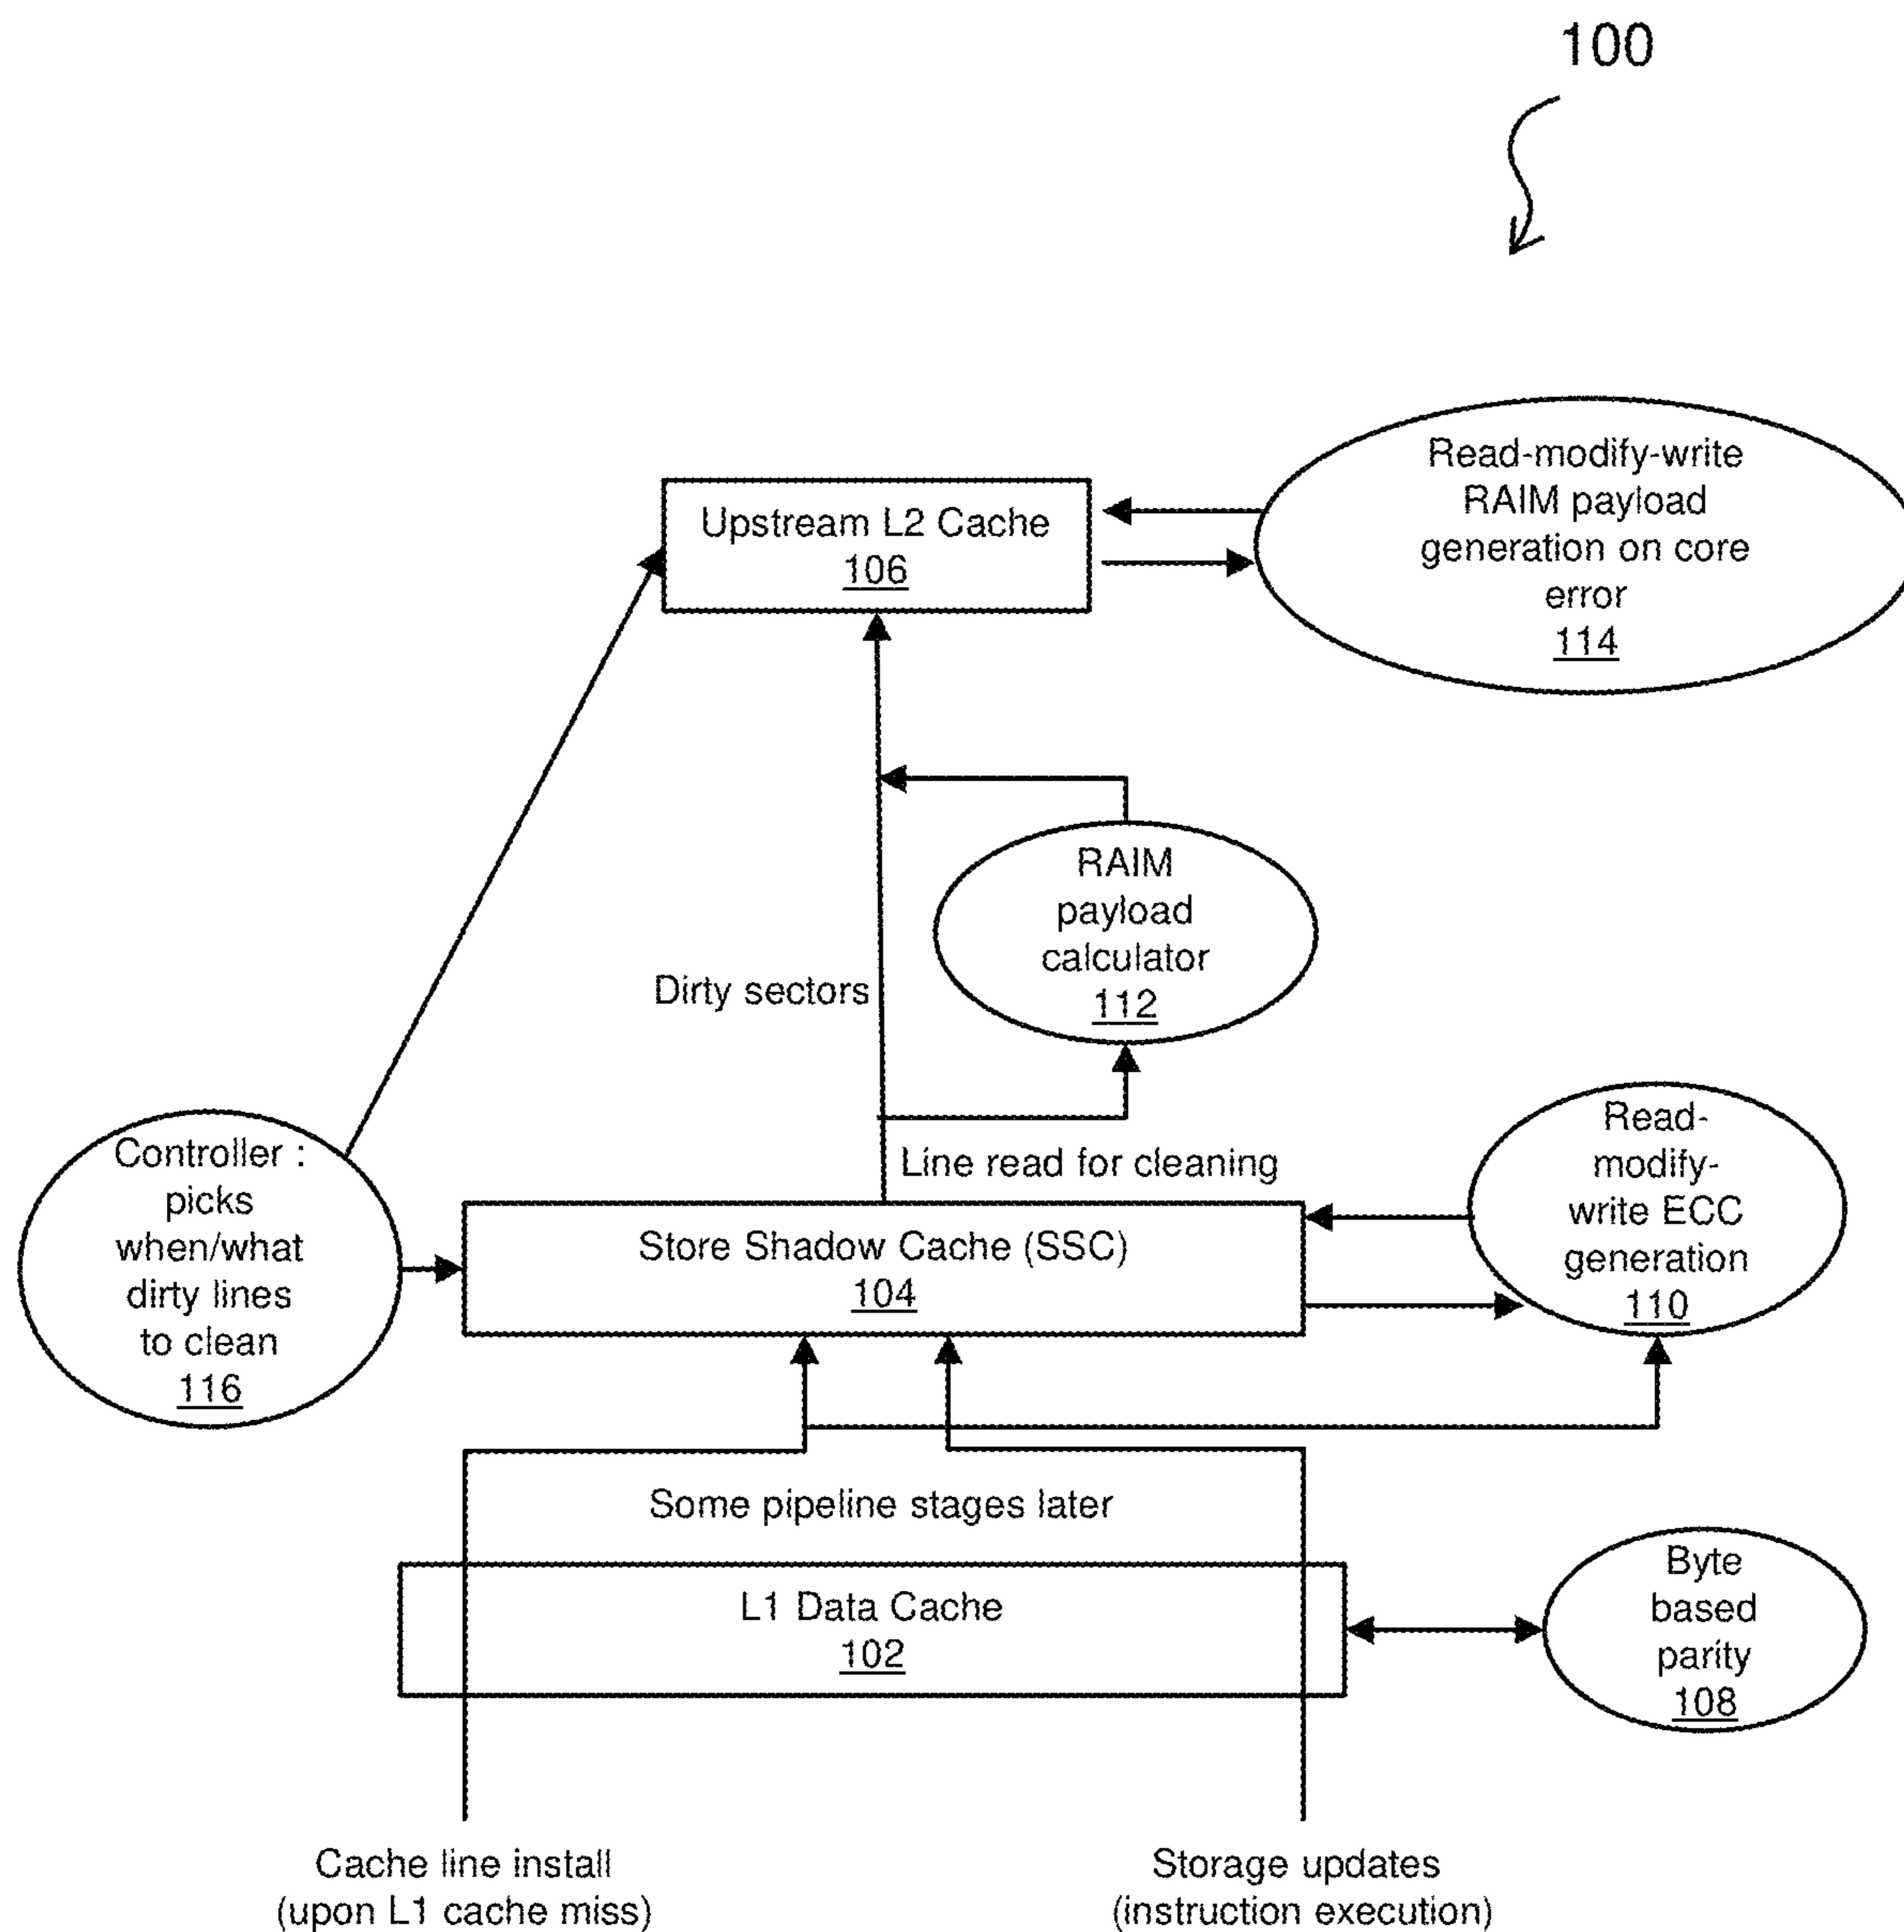 100
Upstream L2 Cache
106
Read-modify-write
RAIM payload
generation on core
error
114
RAIM
payload
calculator
112
Dirty sectors
Line read for cleaning
Controller :
picks
when/what
dirty lines
to clean
116
Store Shadow Cache (SSC)
104
Read-
modify-
write ECC
generation
110
Some pipeline stages later
L1 Data Cache
102
Byte
based
parity
108
Cache line install
(upon L1 cache miss)
Storage updates
(instruction execution)